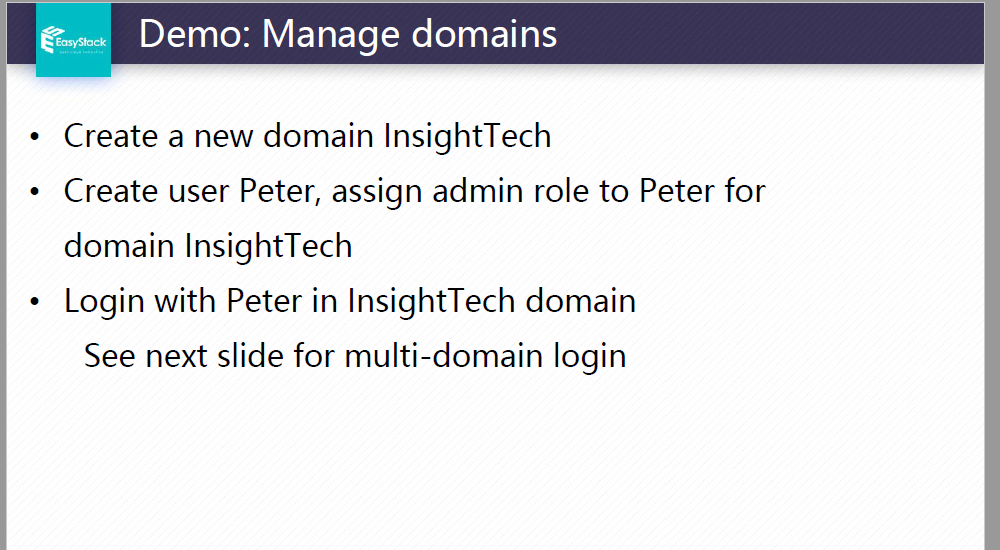 EasyStack
Demo: Manage domains
• Create a new domain InsightTech
• Create user Peter, assign admin role to Peter for
domain InsightTech
• Login with Peter in InsightTech domain
See next slide for multi-domain login